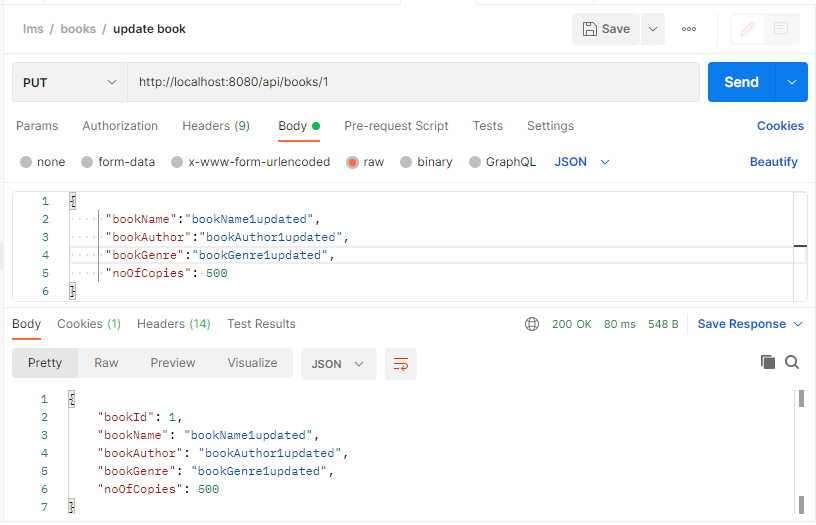 lms / books / update book
Save
PUT
http://localhost:8080/api/books/1
Send
Params Authorization Headers (9) Body Pre-request Script Tests Settings Cookies
none form-data x-www-form-urlencoded raw binary GraphQL JSON Beautify
1 {
2 "bookName":"bookName1updated",
3 "bookAuthor":"bookAuthor1updated",
4 "bookGenre":"bookGenre1updated",
5 "noOfCopies": 500
6 }
Body Cookies (1) Headers (14) Test Results 200 OK 80 ms 548 B Save Response
Pretty Raw Preview Visualize JSON
1 {
2 "bookId": 1,
3 "bookName": "bookName1updated",
4 "bookAuthor": "bookAuthor1updated",
5 "bookGenre": "bookGenre1updated",
6 "noOfCopies": 500
7 }